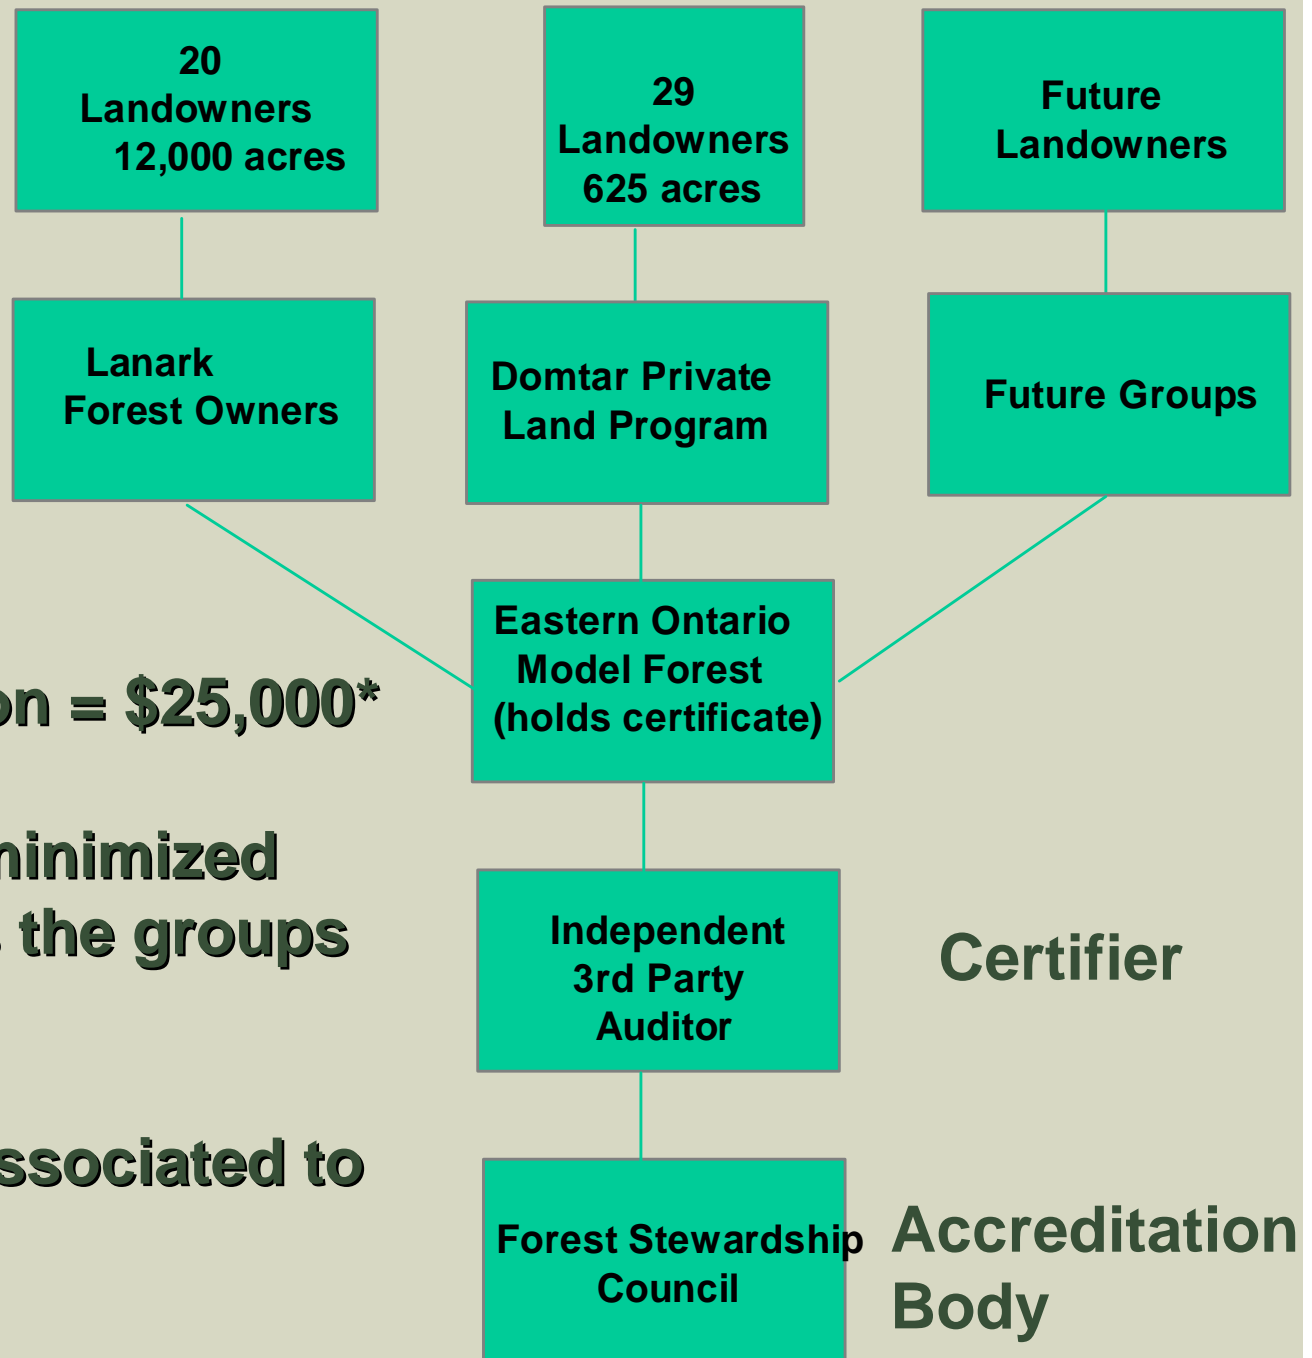 20
Landowners
12,000 acres
29
Landowners
625 acres
Future
Landowners
Lanark
Forest Owners
Domtar Private
Land Program
Future Groups
Eastern Ontario
Model Forest
(holds certificate)
= $25,000*
minimized
the groups
Independent
3rd Party
Auditor
Certifier
ssociated to
Forest Stewardship
Council
Accreditation
Body